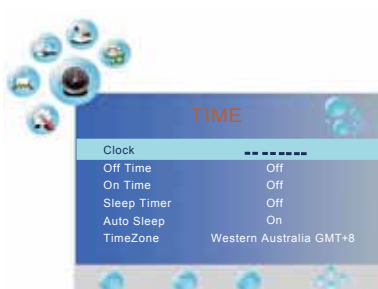 TIME
Clock -- -- -- -- --
Off Time Off
On Time Off
Sleep Timer Off
Auto Sleep On
TimeZone Western Australia GMT+8